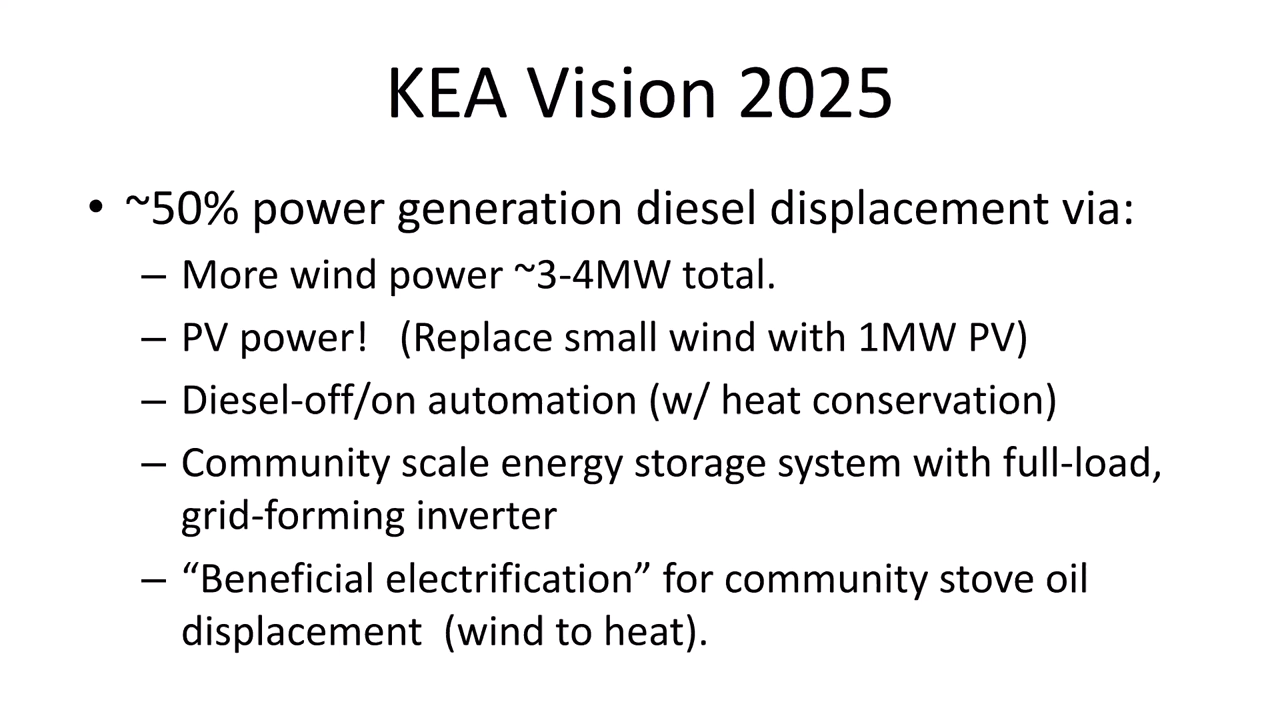 KEA Vision 2025
• ~50% power generation diesel displacement via:
– More wind power ~3-4MW total.
– PV power!   (Replace small wind with 1MW PV)
– Diesel-off/on automation (w/ heat conservation)
– Community scale energy storage system with full-load,
grid-forming inverter
– “Beneficial electrification” for community stove oil
displacement  (wind to heat).